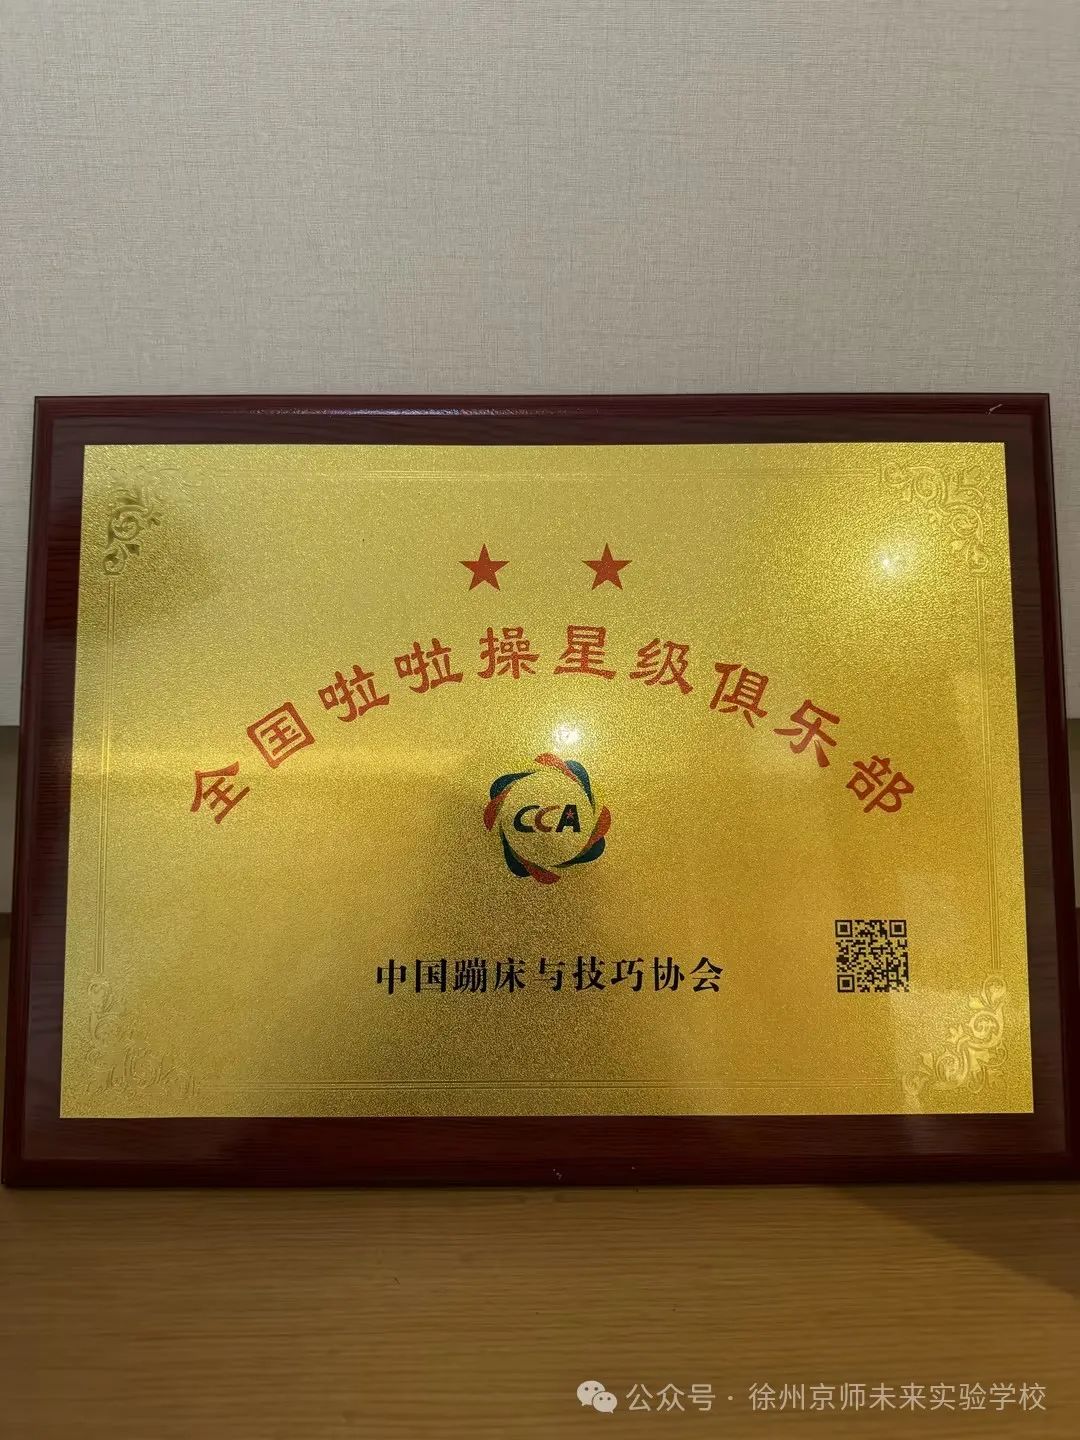 全国啦啦操星级俱乐部
CCA
中国蹦床与技巧协会
公众号·徐州京师未来实验学校